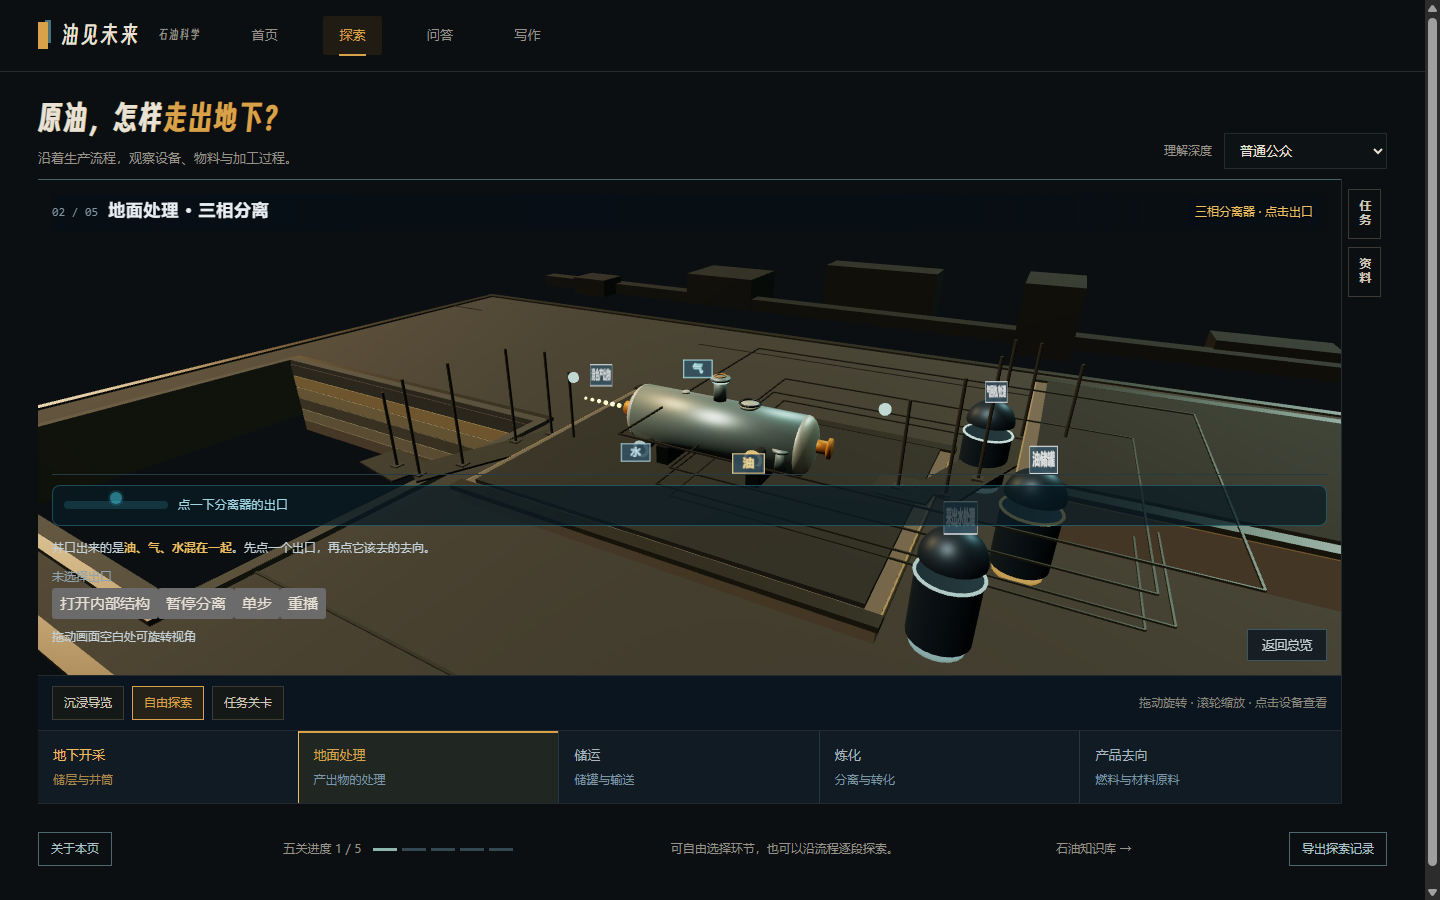 油见未来
石油科学
首页
探索
问答
写作
原油，怎样走出地下？
沿着生产流程，观察设备、物料与加工过程。
理解深度
普通公众
02 / 05 地面处理·三相分离
三相分离器 · 点击出口
任务
资料
气
水
油
油储罐
点一下分离器的出口
井口出来的是油、气、水混在一起。先点一个出口，再点它该去的去向。
未选择出口
打开内部结构
暂停分离
单步
重播
拖动画面空白处可旋转视角
返回总览
沉浸导览
自由探索
任务关卡
拖动旋转 · 滚轮缩放 · 点击设备查看
地下开采
储层与井筒
地面处理
产出物的处理
储运
储罐与输送
炼化
分离与转化
产品去向
燃料与材料原料
关于本页
五关进度 1 / 5
可自由选择环节，也可以沿流程逐段探索。
石油知识库 →
导出探索记录